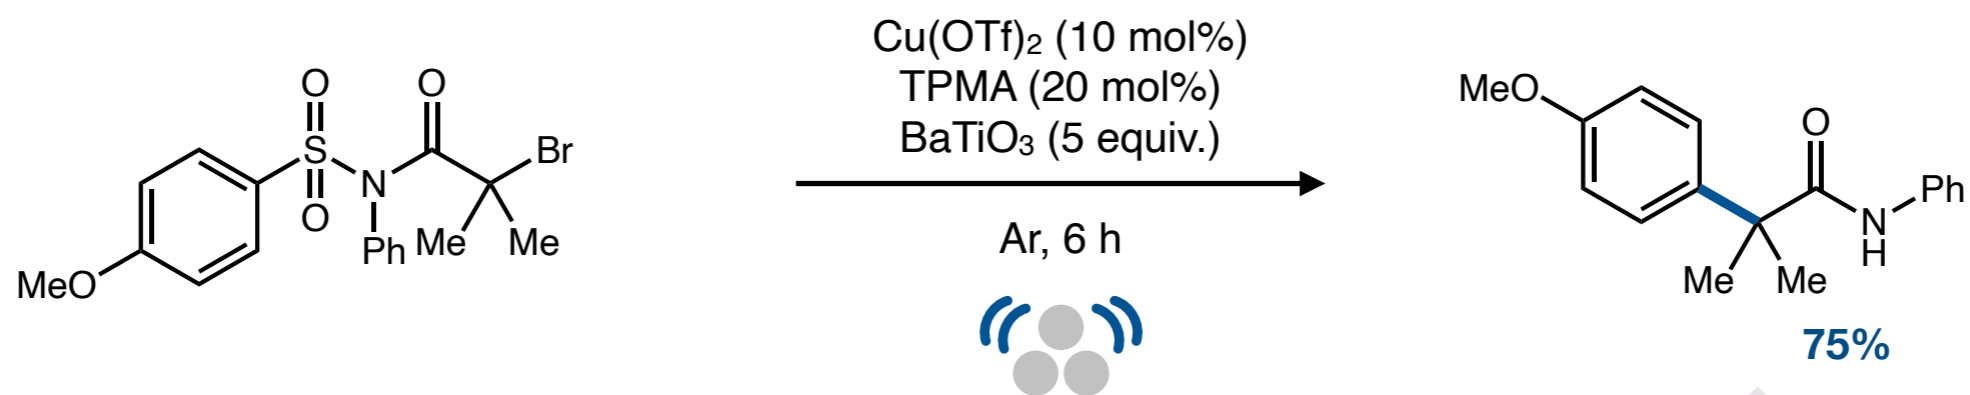 Cu(OTf)₂ (10 mol%)
TPMA (20 mol%)
BaTiO₃ (5 equiv.)
Ar, 6 h
O
O
S
O
N
Br
Ph
Me
Me
MeO
MeO
O
Ph
N
H
Me
Me
75%